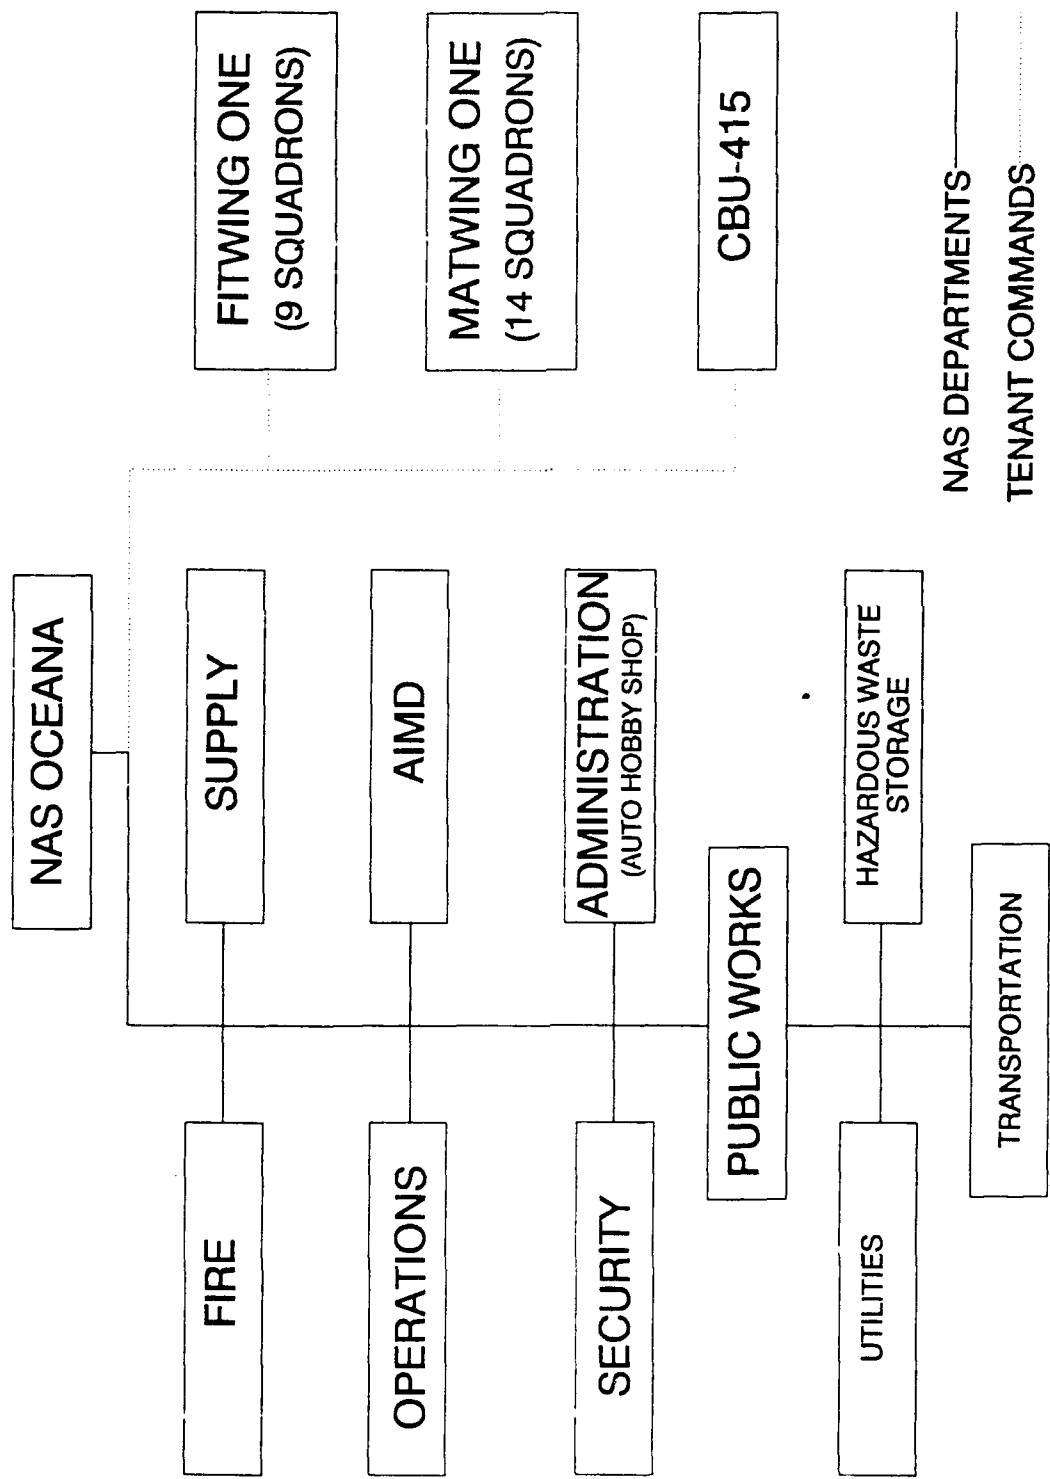 NAS OCEANA
FIRE
SUPPLY
FITWING ONE
(9 SQUADRONS)
OPERATIONS
AIMD
MATWING ONE
(14 SQUADRONS)
SECURITY
ADMINISTRATION
(AUTO HOBBY SHOP)
CBU-415
PUBLIC WORKS
UTILITIES
HAZARDOUS WASTE
STORAGE
TRANSPORTATION
NAS DEPARTMENTS
TENANT COMMANDS